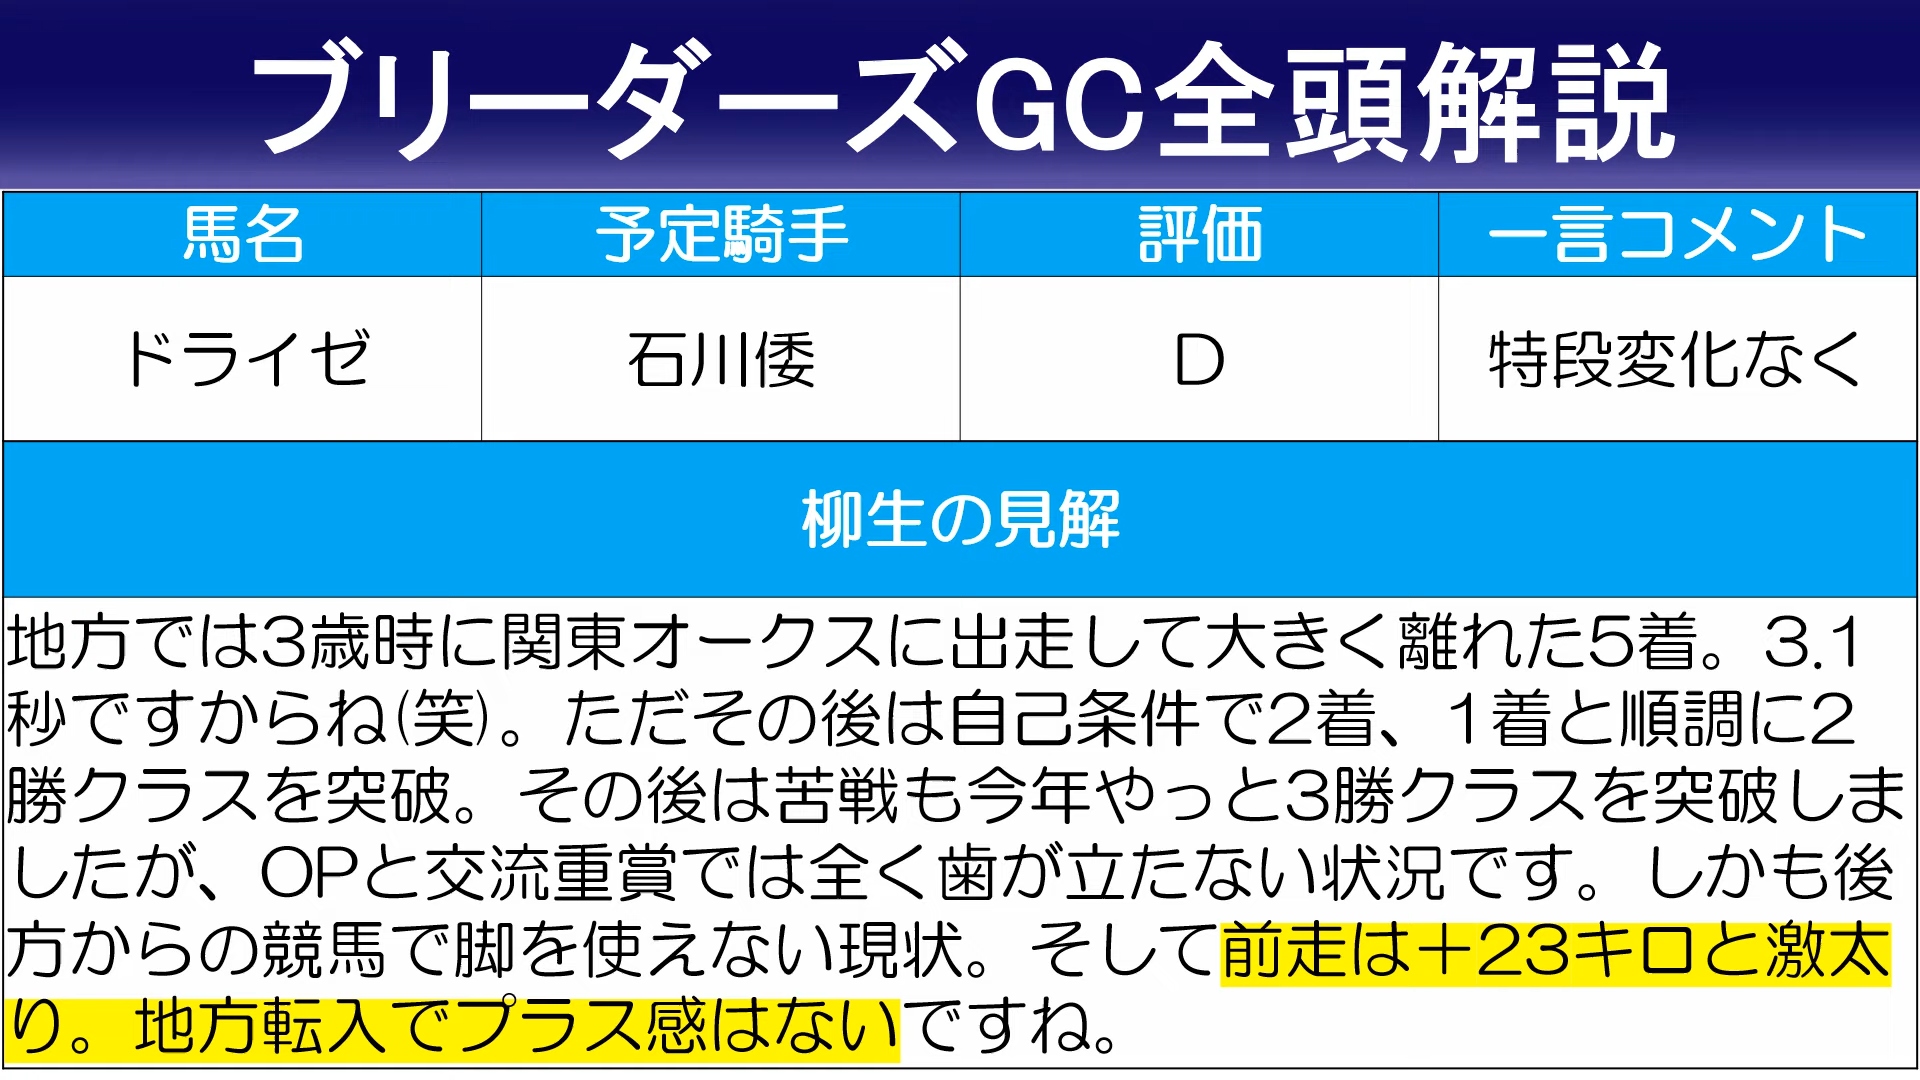 ブリーダーズGC全頭解説
馬名 予定騎手 評価 一言コメント
ドライゼ 石川倭 D 特段変化なく
柳生の見解
地方では3歳時に関東オークスに出走して大きく離れた5着。3.1
秒ですからね(笑)。ただその後は自己条件で2着、1着と順調に2
勝クラスを突破。その後は苦戦も今年やっと3勝クラスを突破しま
したが、OPと交流重賞では全く歯が立たない状況です。しかも後
方からの競馬で脚を使えない現状。そして前走は＋23キロと激太
り。地方転入でプラス感はないですね。